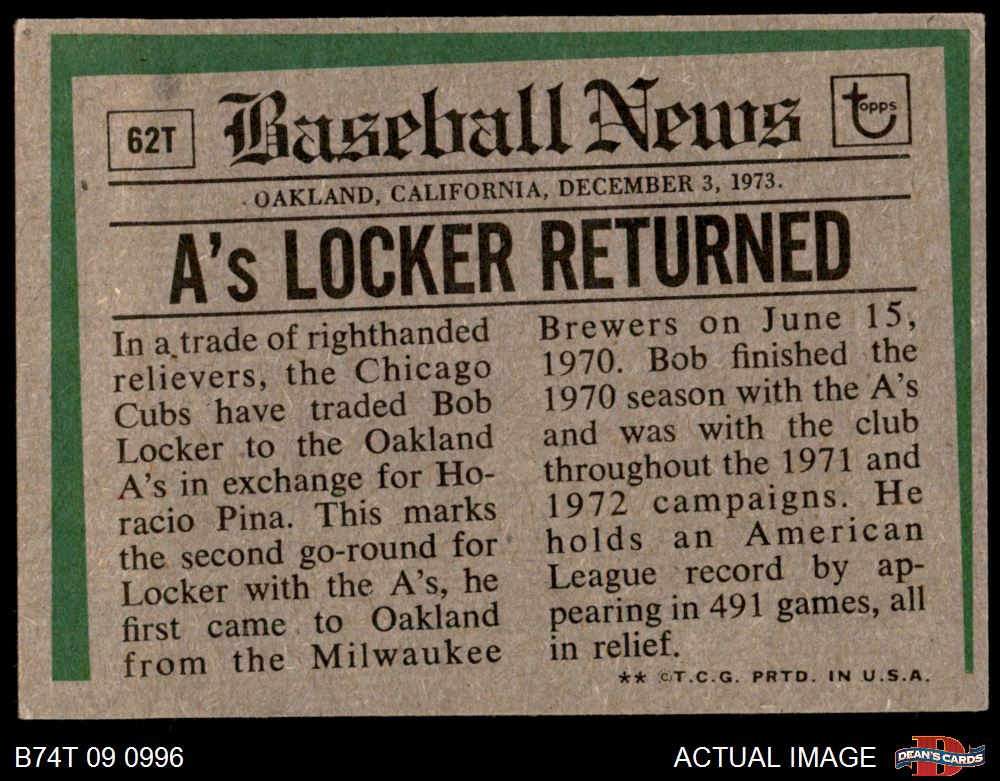 62T
Baseball News
Topps
OAKLAND, CALIFORNIA, DECEMBER 3, 1973.
A's LOCKER RETURNED
In a trade of righthanded
relievers, the Chicago
Cubs have traded Bob
Locker to the Oakland
A's in exchange for Ho-
racio Pina. This marks
the second go-round for
Locker with the A's, he
first came to Oakland
from the Milwaukee
Brewers on June 15,
1970. Bob finished the
1970 season with the A's
and was with the club
throughout the 1971 and
1972 campaigns. He
holds an American
League record by ap-
pearing in 491 games, all
in relief.
** ©T.C.G. PRTD. IN U.S.A.
B74T 09 0996
ACTUAL IMAGE
D
DEAN'S CARDS